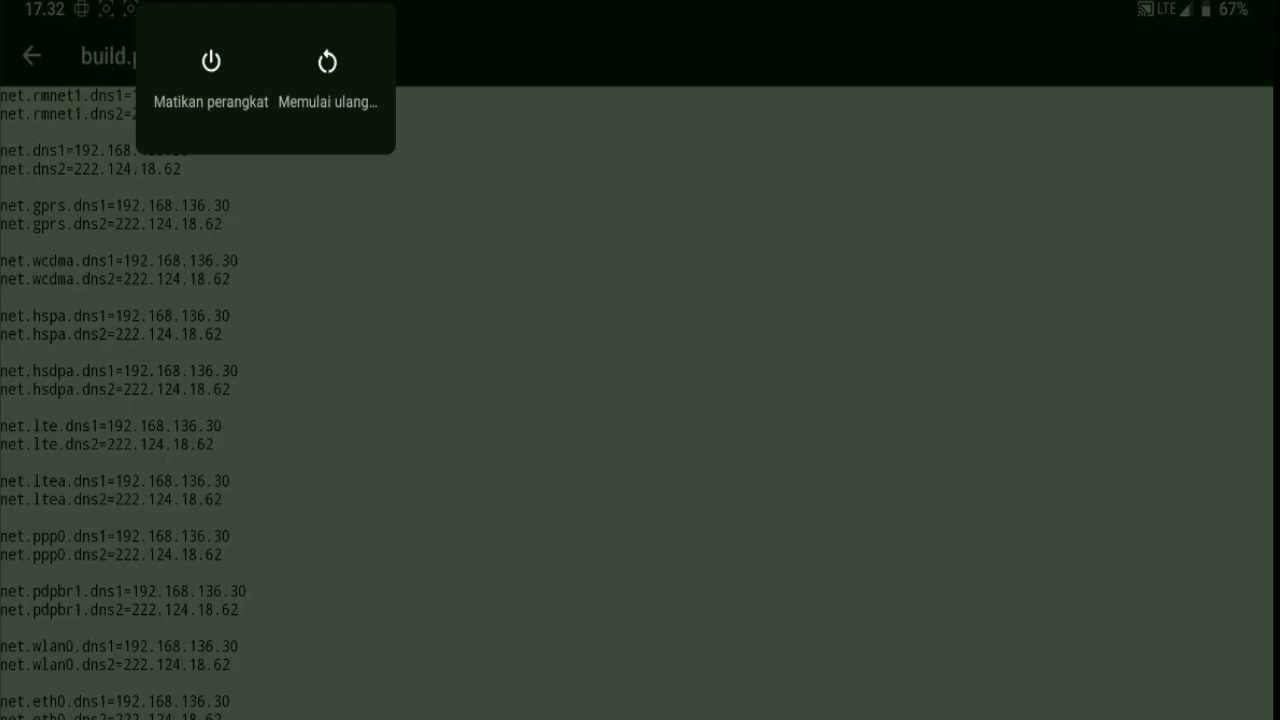 17.32 LTE 67%
build.p
Matikan perangkat Memulai ulang…
net.rmnet1.dns1=
net.rmnet1.dns2=2
net.dns1=192.168.
net.dns2=222.124.18.62
net.gprs.dns1=192.168.136.30
net.gprs.dns2=222.124.18.62
net.wcdma.dns1=192.168.136.30
net.wcdma.dns2=222.124.18.62
net.hspa.dns1=192.168.136.30
net.hspa.dns2=222.124.18.62
net.hsdpa.dns1=192.168.136.30
net.hsdpa.dns2=222.124.18.62
net.lte.dns1=192.168.136.30
net.lte.dns2=222.124.18.62
net.ltea.dns1=192.168.136.30
net.ltea.dns2=222.124.18.62
net.ppp0.dns1=192.168.136.30
net.ppp0.dns2=222.124.18.62
net.pdpbr1.dns1=192.168.136.30
net.pdpbr1.dns2=222.124.18.62
net.wlan0.dns1=192.168.136.30
net.wlan0.dns2=222.124.18.62
net.eth0.dns1=192.168.136.30
net.eth0.dns2=222.124.18.62